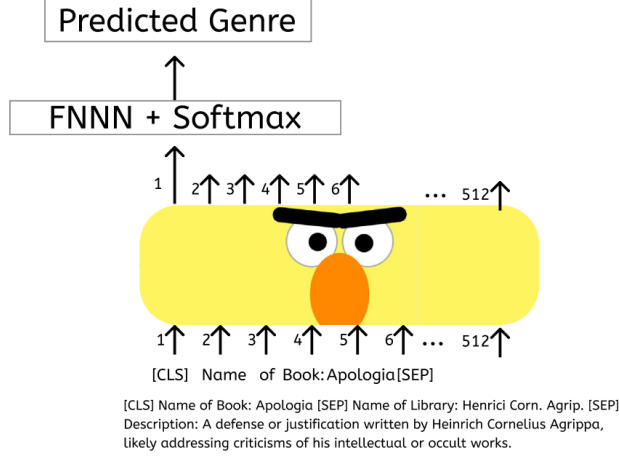 Predicted Genre
FNNN + Softmax
1 2 3 4 5 6 ... 512
1 2 3 4 5 6 ... 512
[CLS] Name of Book: Apologia [SEP]
[CLS] Name of Book: Apologia [SEP] Name of Library: Henrici Corn. Agrip. [SEP]
Description: A defense or justification written by Heinrich Cornelius Agrippa,
likely addressing criticisms of his intellectual or occult works.